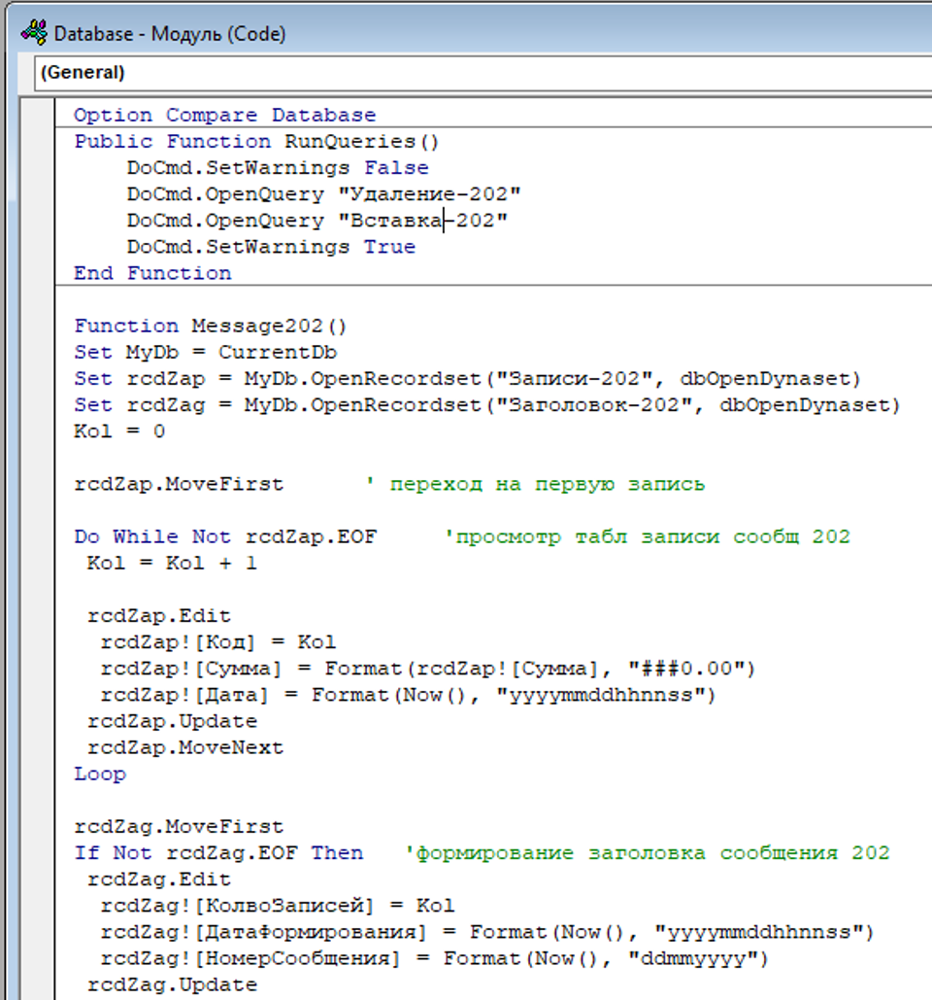 Database - Модуль (Code)
(General)
Option Compare Database
Public Function RunQueries()
DoCmd.SetWarnings False
DoCmd.OpenQuery "Удаление-202"
DoCmd.OpenQuery "Вставка-202"
DoCmd.SetWarnings True
End Function
Function Message202()
Set MyDb = CurrentDb
Set rcdZap = MyDb.OpenRecordset("Записи-202", dbOpenDynaset)
Set rcdZag = MyDb.OpenRecordset("Заголовок-202", dbOpenDynaset)
Kol = 0
rcdZap.MoveFirst ' переход на первую запись
Do While Not rcdZap.EOF 'просмотр табл записи сообщ 202
Kol = Kol + 1
rcdZap.Edit
rcdZap![Код] = Kol
rcdZap![Сумма] = Format(rcdZap![Сумма], "###0.00")
rcdZap![Дата] = Format(Now(), "yyyymmddhhnnss")
rcdZap.Update
rcdZap.MoveNext
Loop
rcdZag.MoveFirst
If Not rcdZag.EOF Then 'формирование заголовка сообщения 202
rcdZag.Edit
rcdZag![КолвоЗаписей] = Kol
rcdZag![ДатаФормирования] = Format(Now(), "yyyymmddhhnnss")
rcdZag![НомерСообщения] = Format(Now(), "ddmmyyyy")
rcdZag.Update